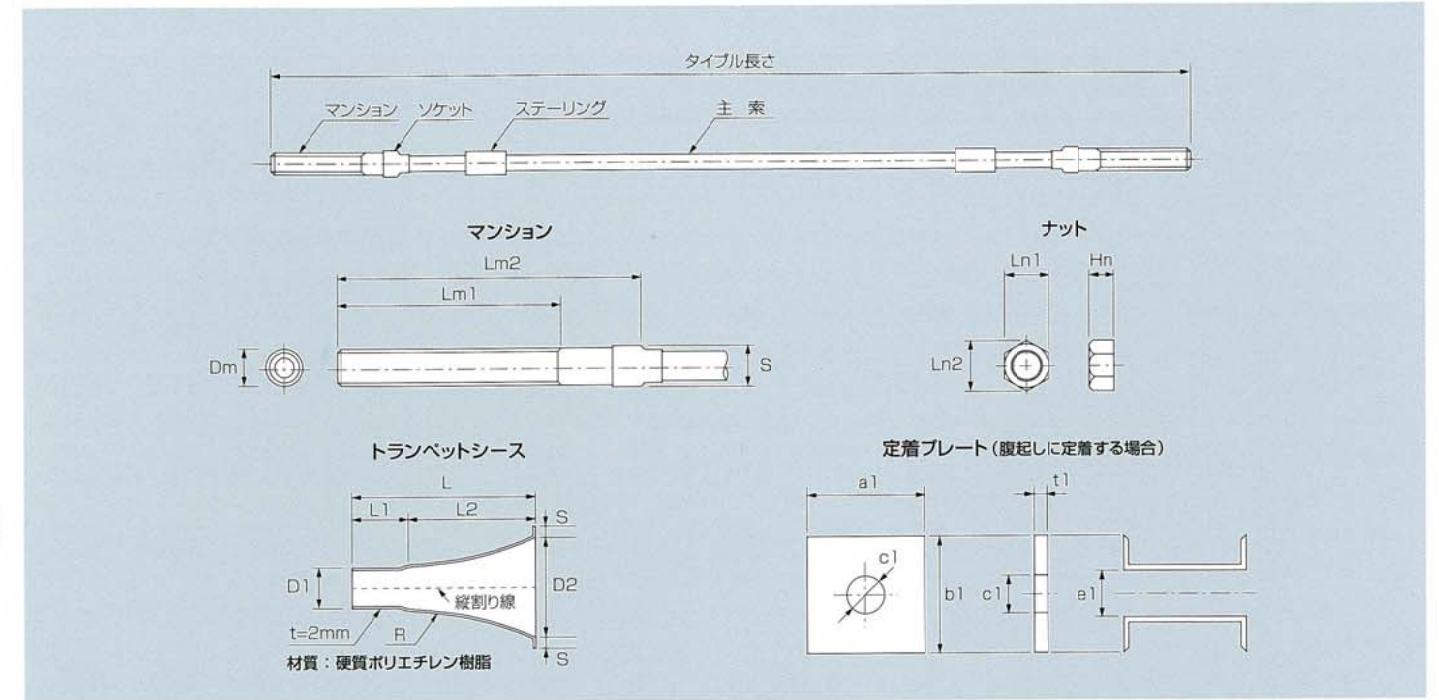 タイブル長さ
マンション ソケット ステーリング 主 索
マンション
Lm2
Lm1
Dm
S
ナット
Ln1 Hn
Ln2
トランペットシース
L
L1 L2 S
D1 D2
縦割り線
t=2mm R
S
材質：硬質ポリエチレン樹脂
定着プレート（腹起しに定着する場合）
a1 t1
c1
b1 c1 e1